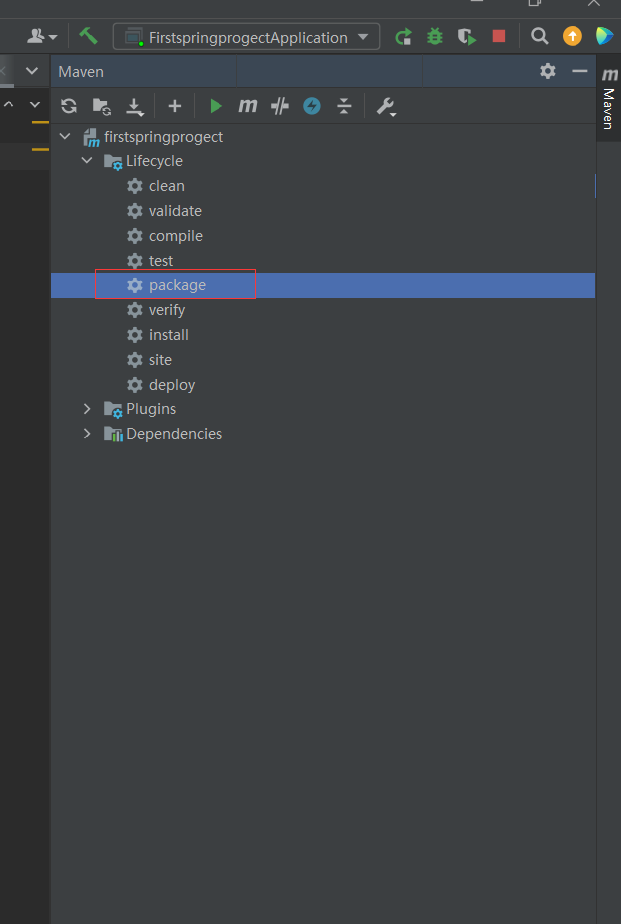 FirstspringprogectApplication
Maven
m
Maven
m
firstspringprogect
Lifecycle
clean
validate
compile
test
package
verify
install
site
deploy
Plugins
Dependencies